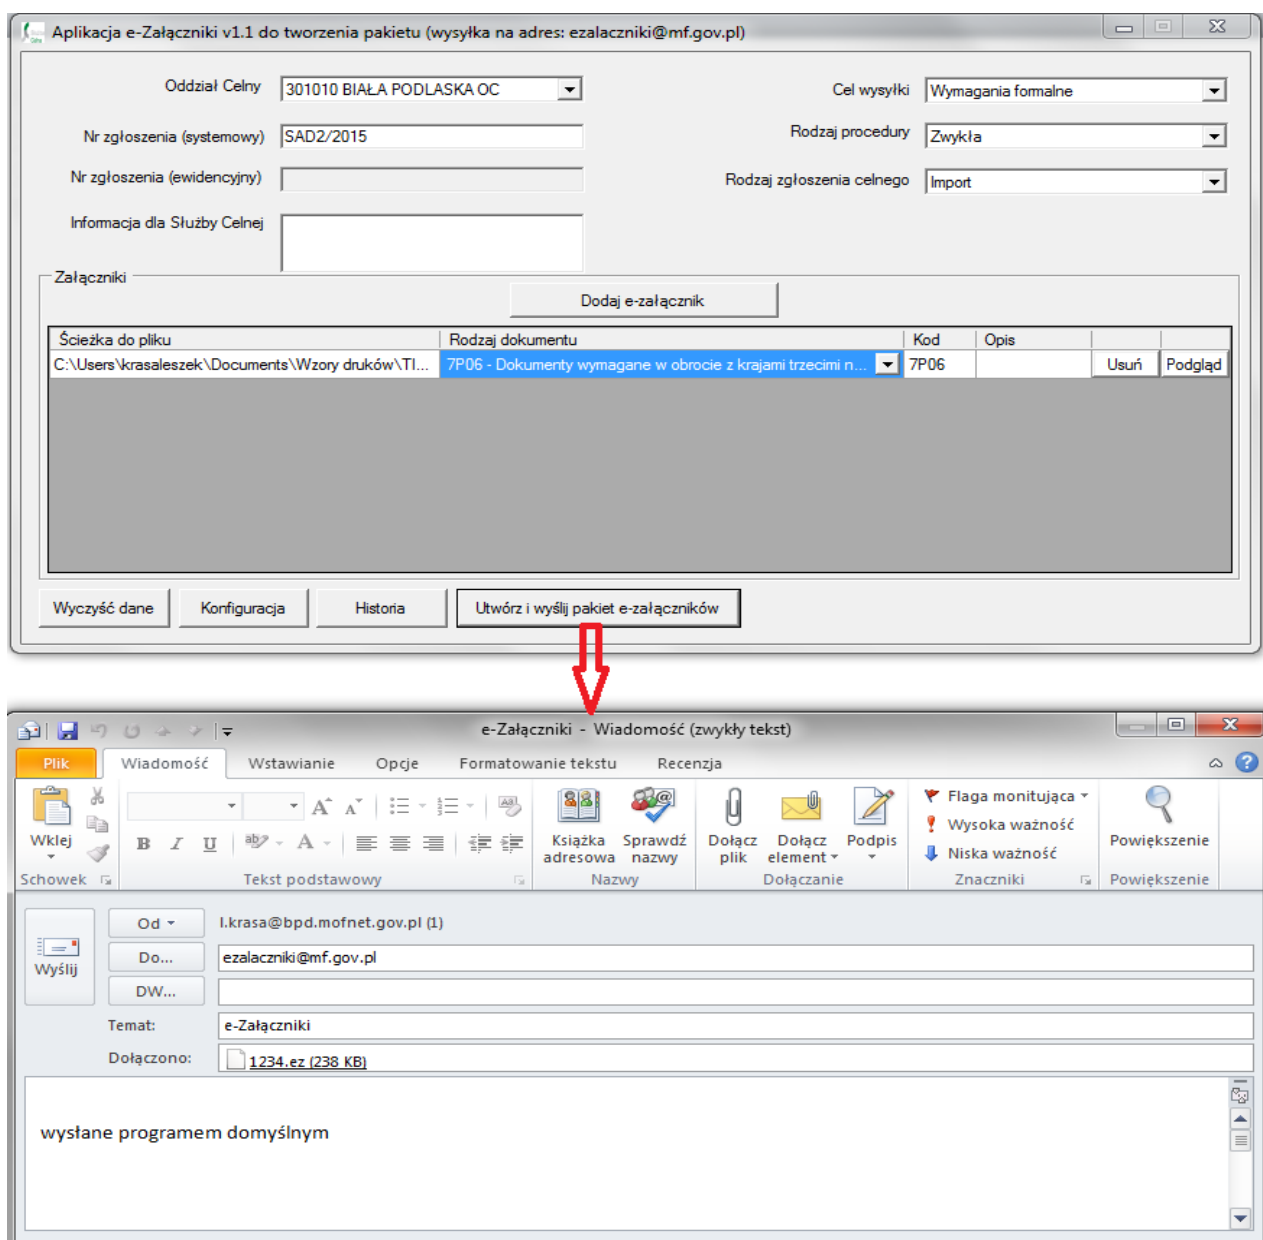 Aplikacja e-Załączniki v1.1 do tworzenia pakietu (wysyłka na adres: ezalaczniki@mf.gov.pl)
Oddział Celny 301010 BIAŁA PODLASKA OC Cel wysyłki Wymagania formalne
Nr zgłoszenia (systemowy) SAD2/2015 Rodzaj procedury Zwykła
Nr zgłoszenia (ewidencyjny) Rodzaj zgłoszenia celnego Import
Informacja dla Służby Celnej
Załączniki
Dodaj e-załącznik
Ścieżka do pliku Rodzaj dokumentu Kod Opis
C:\Users\krasaleszek\Documents\Wzory druków\TI... 7P06 - Dokumenty wymagane w obrocie z krajami trzecimi n... 7P06 Usuń Podgląd
Wyczyść dane Konfiguracja Historia Utwórz i wyślij pakiet e-załączników
e-Załączniki - Wiadomość (zwykły tekst)
Plik Wiadomość Wstawianie Opcje Formatowanie tekstu Recenzja
Wklej Książka adresowa Sprawdź nazwy Dołącz plik Dołącz element Podpis Flaga monitująca Wysoka ważność Niska ważność Powiększenie
B I U ab A
Schowek Tekst podstawowy Nazwy Dołączanie Znaczniki Powiększenie
Wyślij
Od l.krasa@bpd.mofnet.gov.pl (1)
Do... ezalaczniki@mf.gov.pl
DW...
Temat: e-Załączniki
Dołączono: 1234.ez (238 KB)
wysłane programem domyślnym